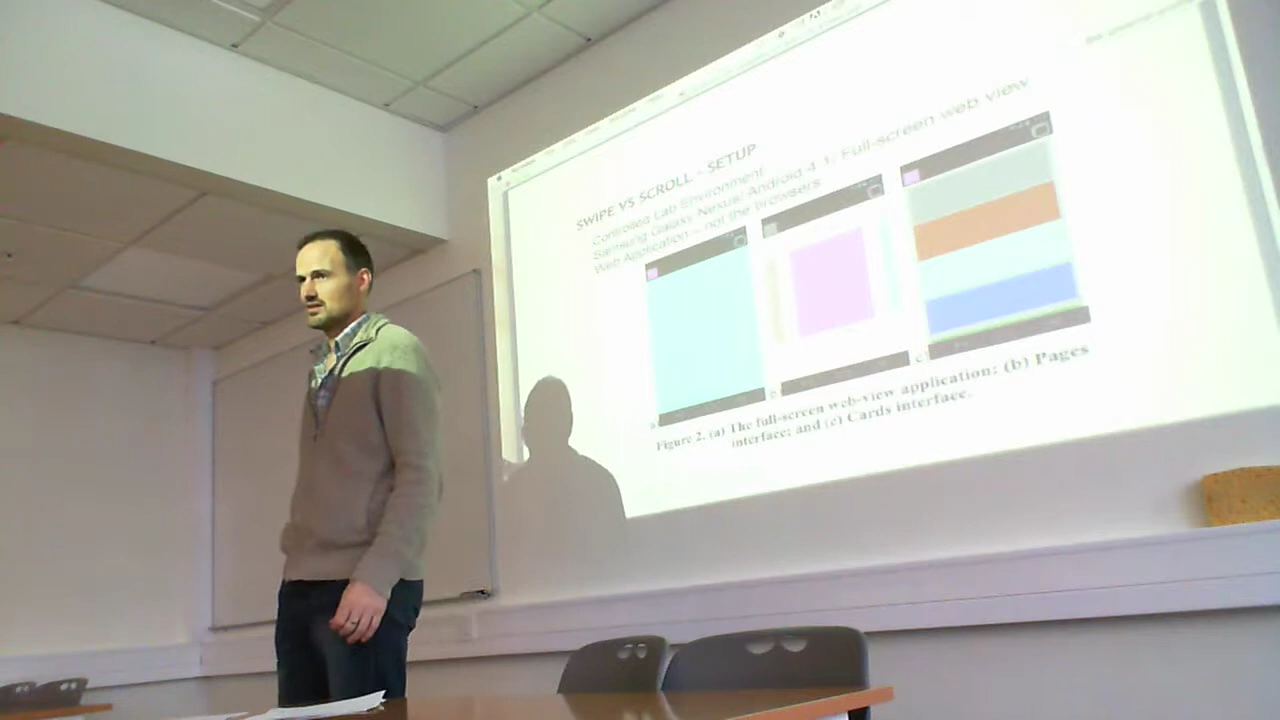 SWIPE VS SCROLL - SETUP
Controlled Lab Environment
Samsung Galaxy Nexus: Android 4.1: Full-screen web view
Web Application - not the browsers
a
b
c
Figure 2. (a) The full-screen web-view application; (b) Pages
interface; and (c) Cards interface.